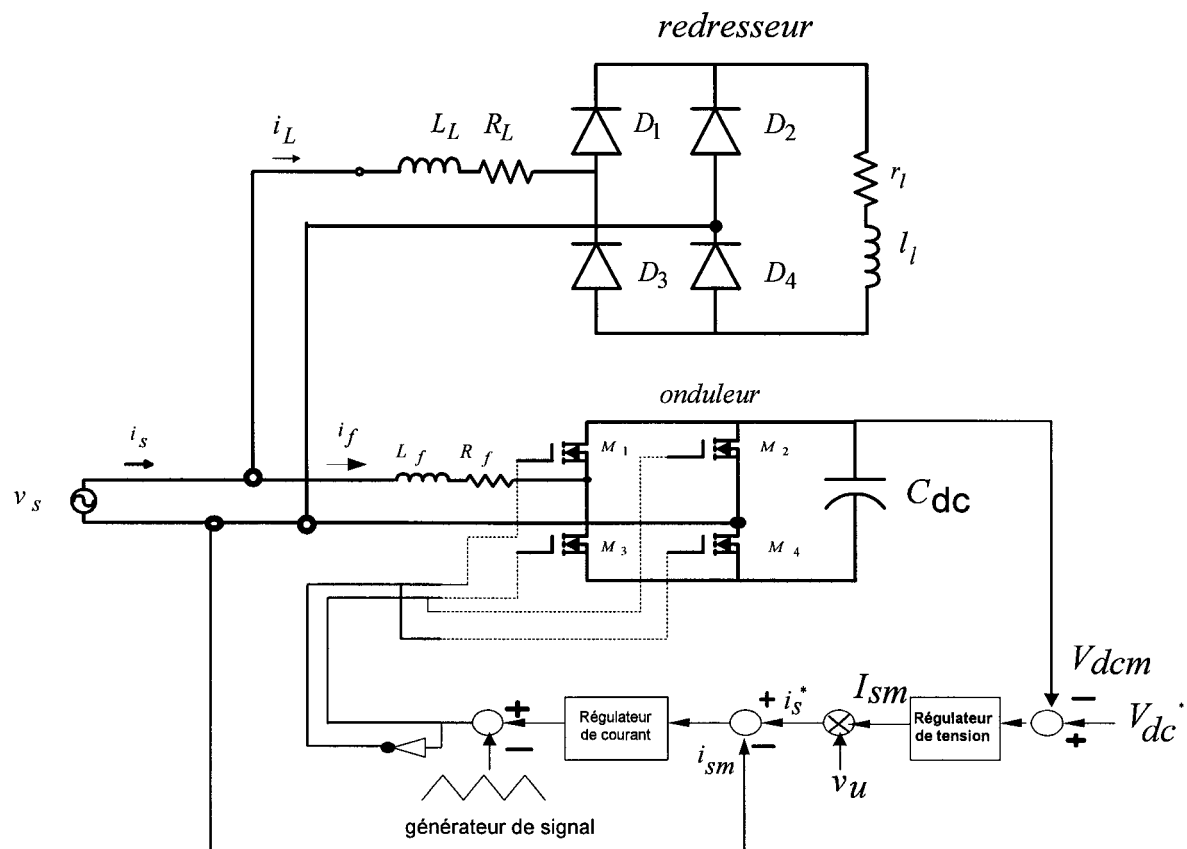 redresseur
i_L
L_L
R_L
D_1
D_2
r_l
l_l
D_3
D_4
onduleur
i_s
i_f
L_f
R_f
M_1
M_2
v_s
C_dc
M_3
M_4
V_dcm
I_sm
i_s^*
+
−
+
−
Régulateur
de courant
Régulateur
de tension
−
+
V_dc^*
i_sm
v_u
générateur de signal